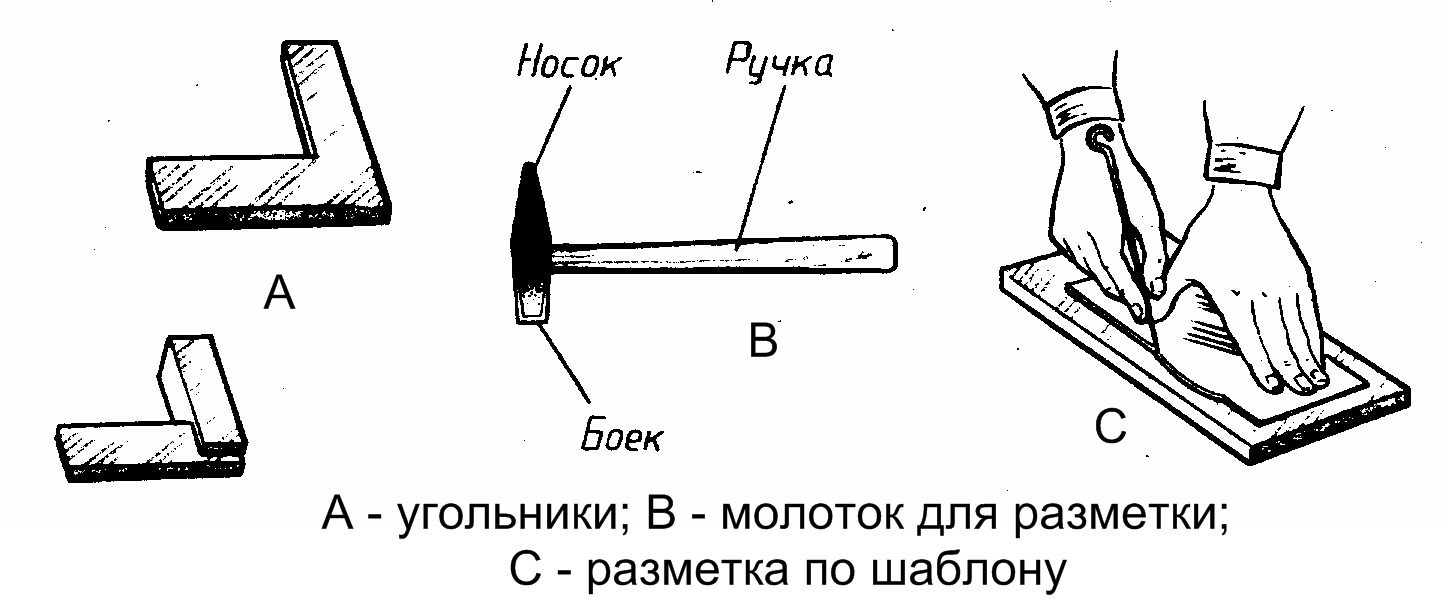 Носок
Ручка
А
В
Боек
С
А - угольники; В - молоток для разметки;
С - разметка по шаблону